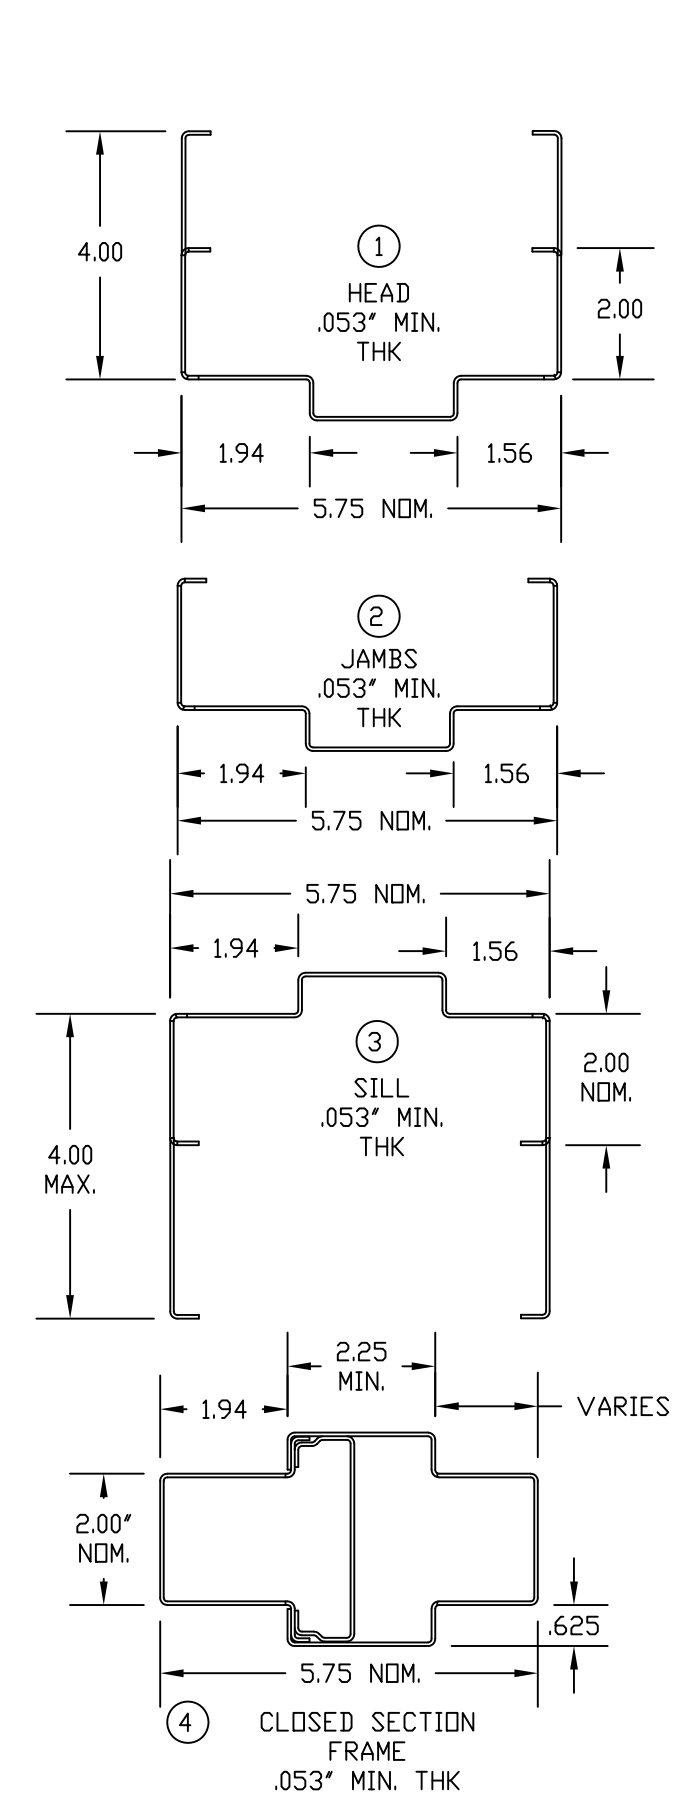 4.00
1
HEAD
.053" MIN.
THK
2.00
1.94
1.56
5.75 NOM.
2
JAMBS
.053" MIN.
THK
1.94
1.56
5.75 NOM.
5.75 NOM.
1.94
1.56
3
SILL
.053" MIN.
THK
2.00
NOM.
4.00
MAX.
2.25
MIN.
1.94
VARIES
2.00"
NOM.
.625
5.75 NOM.
4
CLOSED SECTION
FRAME
.053" MIN. THK